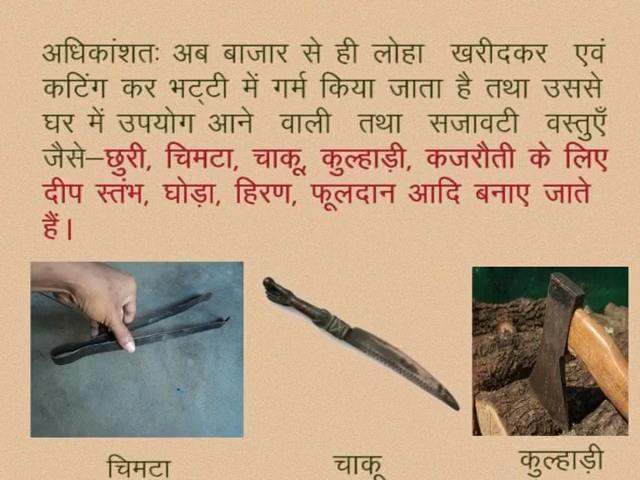 अधिकांशतः अब बाजार से ही लोहा खरीदकर एवं
कटिंग कर भट्टी में गर्म किया जाता है तथा उससे
घर में उपयोग आने वाली तथा सजावटी वस्तुएँ
जैसे–छुरी, चिमटा, चाकू, कुल्हाड़ी, कजरौती के लिए
दीप स्तंभ, घोड़ा, हिरण, फूलदान आदि बनाए जाते
हैं।
चिमटा
चाकू
कुल्हाड़ी